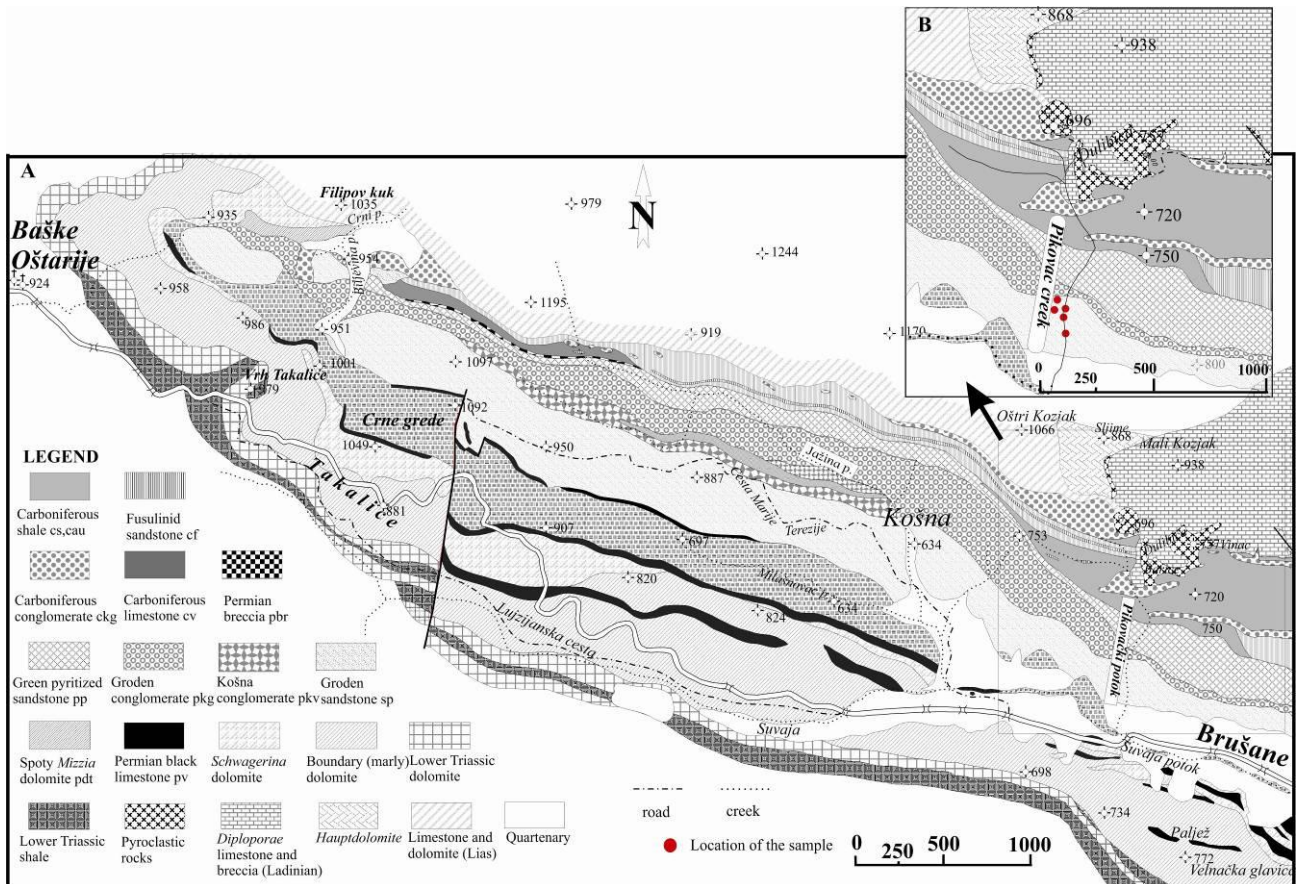 A
Baške
Oštarije
924
935
958
986
Filipov kuk
1035
Crni p.
954
Biljevina p.
951
1001
Vrh Takalice
979
979
N
1244
1195
919
1170
1097
1092
Crne grede
1049
950
887
Jažina p.
Cesta Marije
Terezije
Košna
634
753
Takaliće
881
907
697
820
824
634
Lujzijanska cesta
Suvaja
Oštri Kozjak
1066
Sljime
868
Mali Kozjak
938
696
720
750
Pikovački potok
Brušane
Suvaja potok
698
734
Paljež
772
Velnačka glavica
B
868
938
696
720
750
Pikovac creek
800
0 250 500 1000
LEGEND
Carboniferous
shale cs,cau
Fusulinid
sandstone cf
Carboniferous
conglomerate ckg
Carboniferous
limestone cv
Permian
breccia pbr
Green pyritized
sandstone pp
Groden
conglomerate pkg
Košna
conglomerate pkv
Groden
sandstone sp
Spoty Mizzia
dolomite pdt
Permian black
limestone pv
Schwagerina
dolomite
Boundary (marly)
dolomite
Lower Triassic
dolomite
Lower Triassic
shale
Pyroclastic
rocks
Diploporae
limestone and
breccia (Ladinian)
Hauptdolomite
Limestone and
dolomite (Lias)
Quartenary
road
creek
Location of the sample
0 250 500 1000